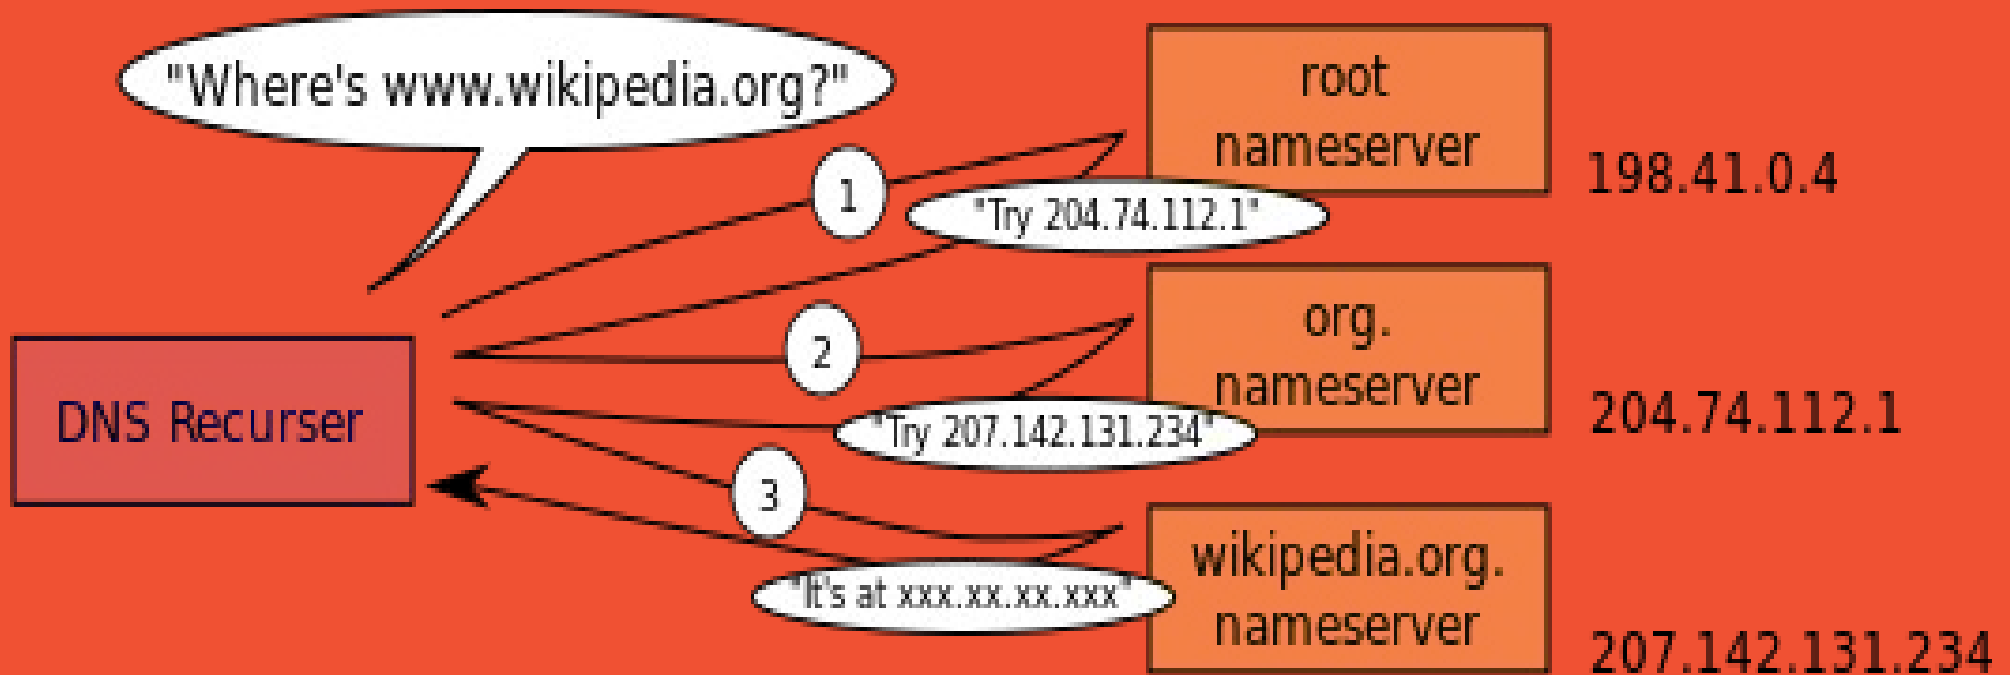 "Where's www.wikipedia.org?"
root
nameserver
198.41.0.4
1
"Try 204.74.112.1"
org.
nameserver
204.74.112.1
2
DNS Recurser
"Try 207.142.131.234"
3
wikipedia.org.
nameserver
207.142.131.234
"It's at xxx.xx.xx.xxx"